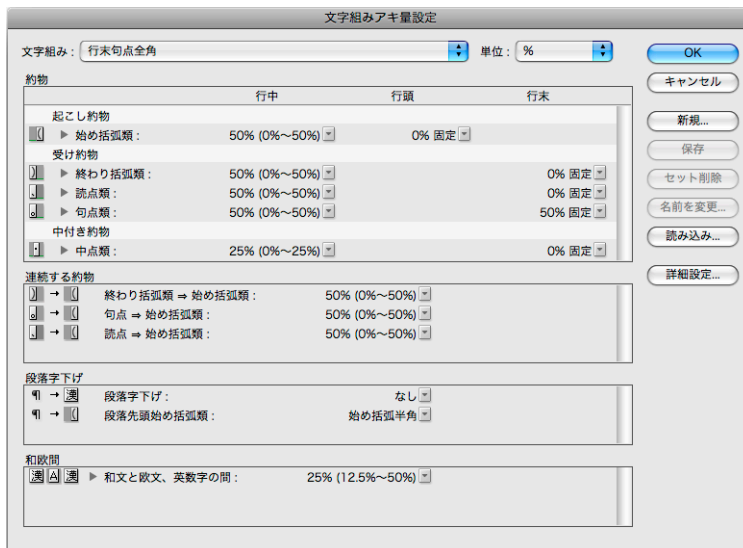 文字組みアキ量設定
文字組み： 行末句点全角 単位： % OK
キャンセル
約物
行中 行頭 行末
新規...
起こし約物
始め括弧類： 50% (0%〜50%) 0% 固定
保存
受け約物
終わり括弧類： 50% (0%〜50%) 0% 固定
セット削除
読点類： 50% (0%〜50%) 0% 固定
句点類： 50% (0%〜50%) 50% 固定
名前を変更...
中付き約物
読み込み...
中点類： 25% (0%〜25%) 0% 固定
詳細設定...
連続する約物
終わり括弧類 ⇒ 始め括弧類： 50% (0%〜50%)
句点 ⇒ 始め括弧類： 50% (0%〜50%)
読点 ⇒ 始め括弧類： 50% (0%〜50%)
段落字下げ
¶ → 漢 段落字下げ： なし
¶ → 段落先頭始め括弧類： 始め括弧半角
和欧間
漢 A 漢 和文と欧文、英数字の間： 25% (12.5%〜50%)